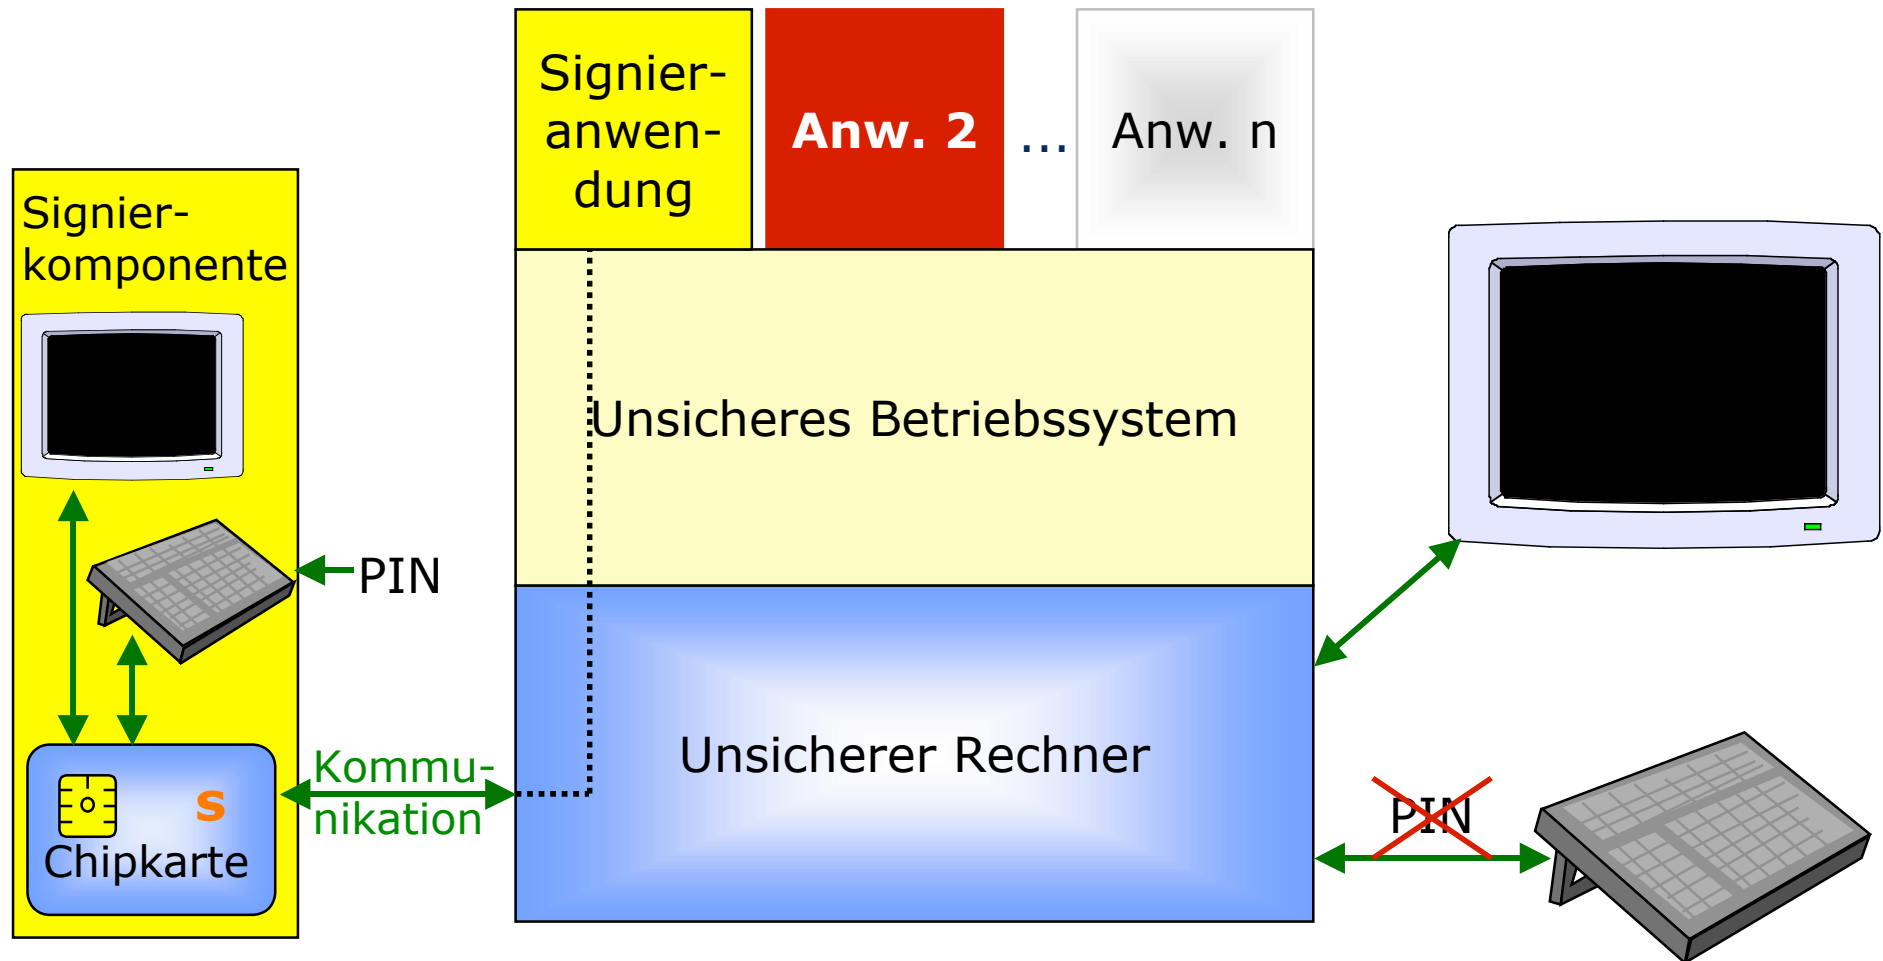 Signier-
anwen-
dung
Anw. 2
...
Anw. n
Signier-
komponente
Unsicheres Betriebssystem
PIN
Unsicherer Rechner
Kommu-
nikation
s
Chipkarte
PIN